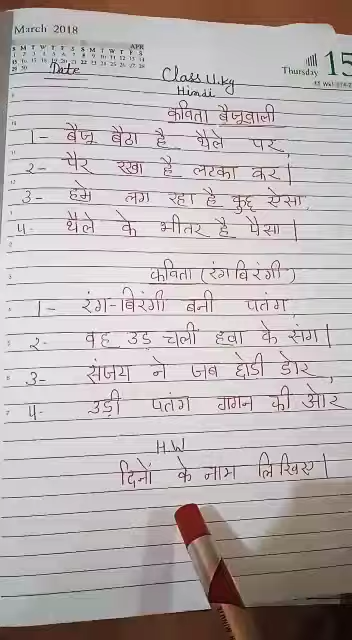 March 2018
APR
S M T W T F S
Thursday 15
Date
Class U.kg
Hindi
कविता बैजूवाली
1- बैजू बैठा है थैले पर,
2- पैर रखा है लटका कर।
3- हमे लग रहा है कुछ ऐसा,
4- थैले के भीतर है पैसा।
कविता (रंगबिरंगी)
1- रंग-बिरंगी बनी पतंग,
2- वह उड़ चली हवा के संग।
3- संजय ने जब छोडी डोर,
4- उड़ी पतंग गगन की ओर
H.W
दिनों के नाम लिखिए।